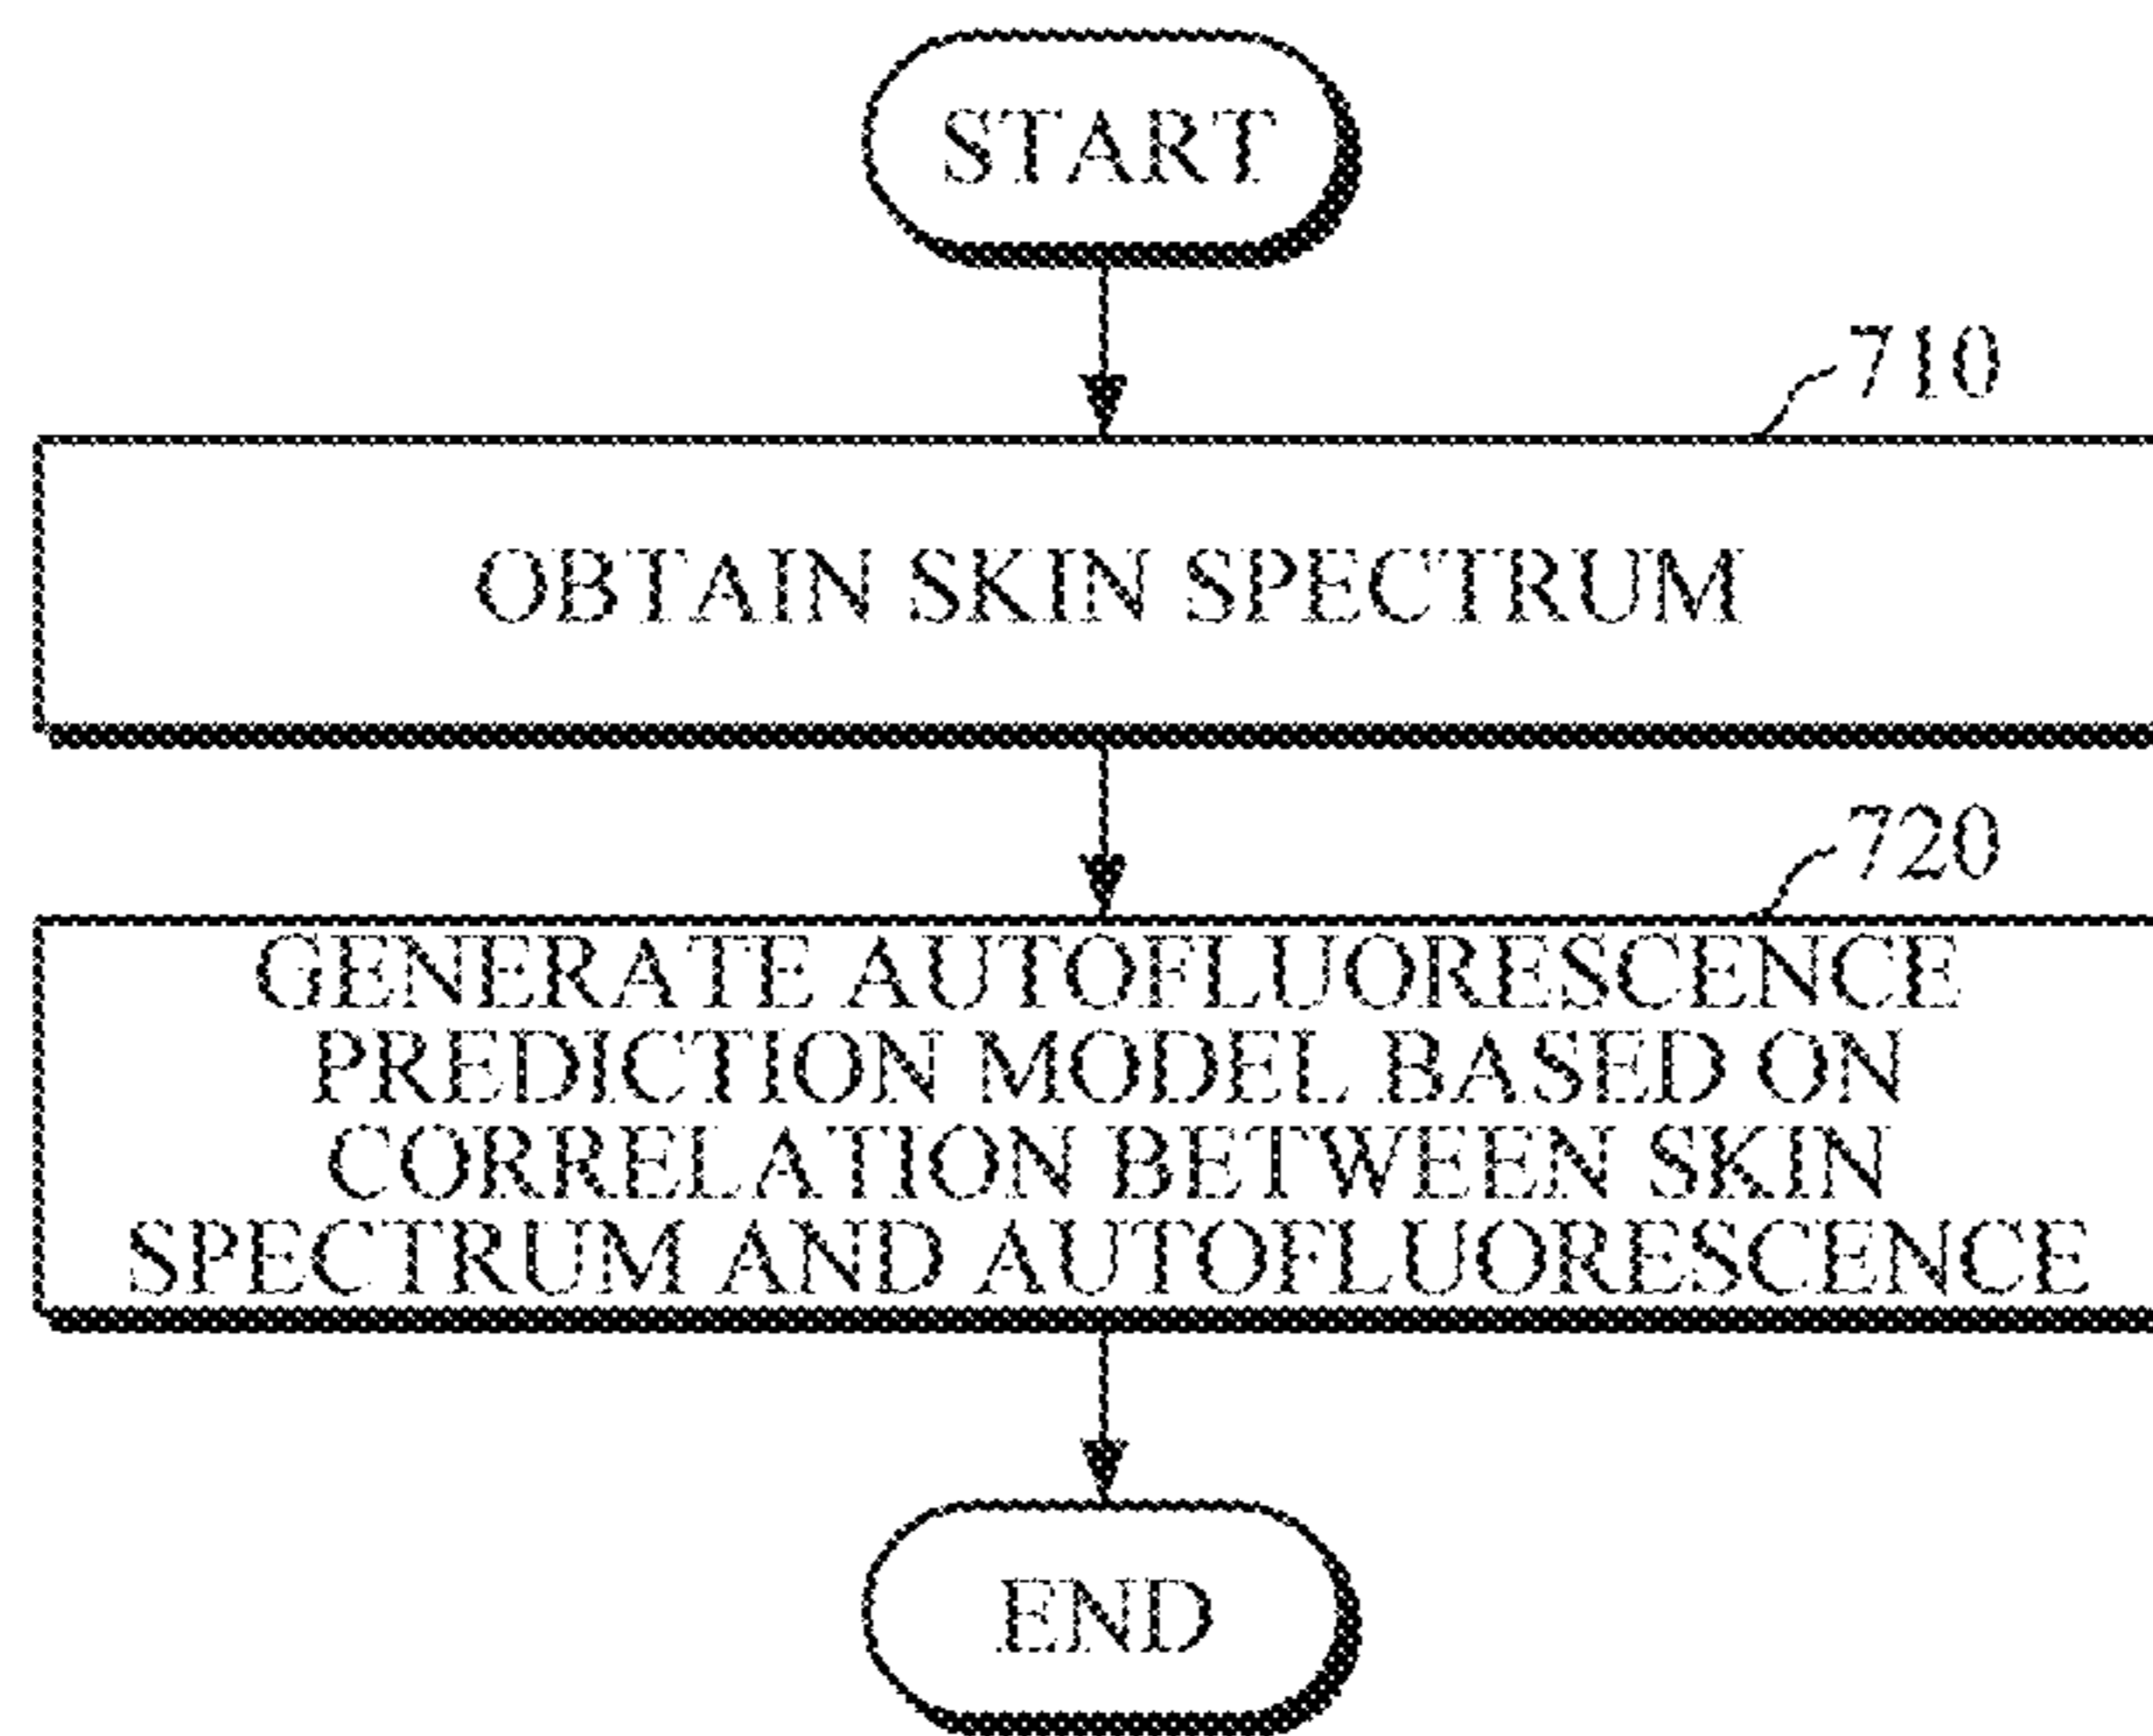 START
710
OBTAIN SKIN SPECTRUM
720
GENERATE AUTOFLUORESCENCE
PREDICTION MODEL BASED ON
CORRELATION BETWEEN SKIN
SPECTRUM AND AUTOFLUORESCENCE
END